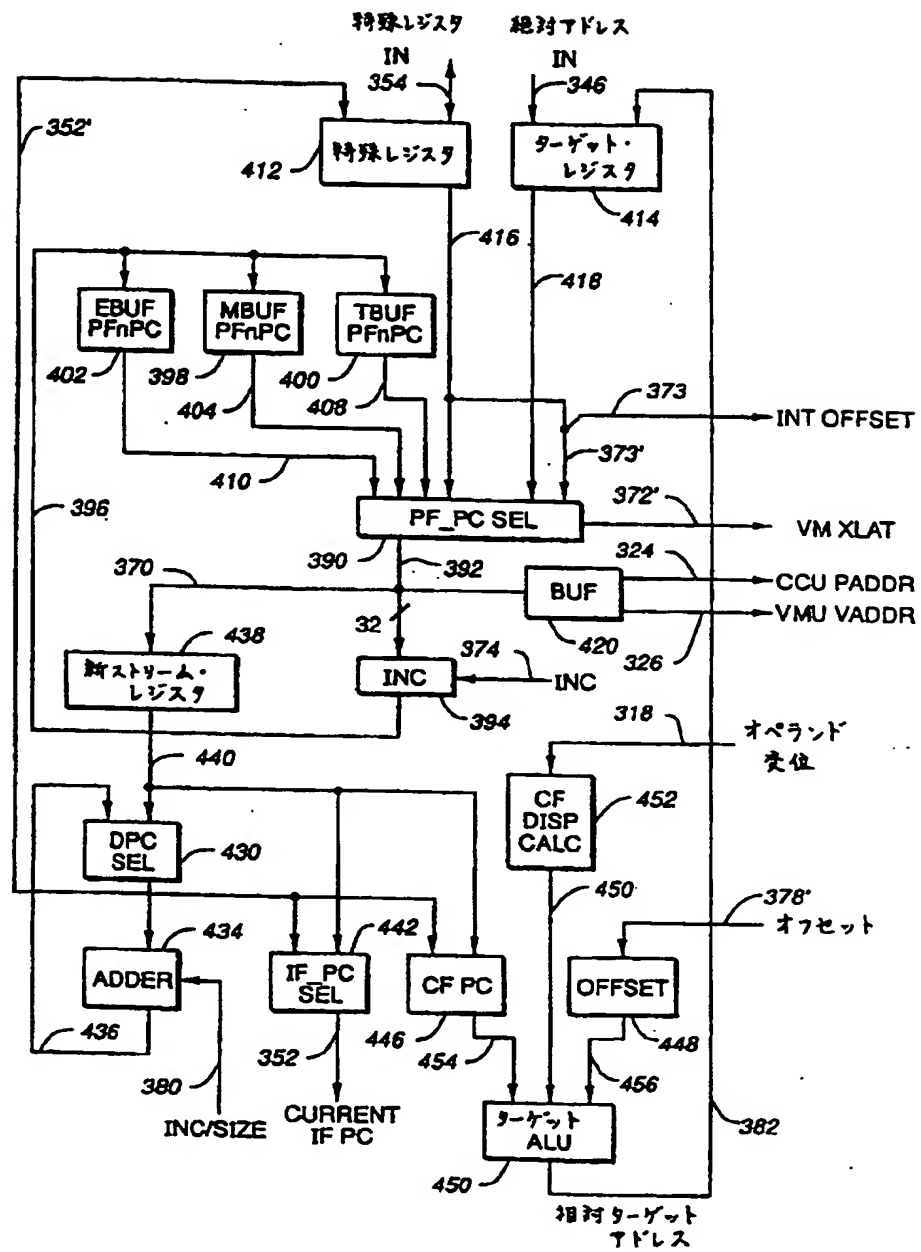 特殊レジスタ
IN
絶対アドレス
IN
354
346
352'
412
特殊レジスタ
ターゲット・
レジスタ
414
416
418
EBUF
PFnPC
MBUF
PFnPC
TBUF
PFnPC
402
398
400
404
408
373
INT OFFSET
410
373'
396
PF_PC SEL
372'
VM XLAT
390
392
370
324
BUF
CCU PADDR
VMU VADDR
32
420
326
438
新ストリーム・
レジスタ
374
INC
INC
394
318
オペランド
変位
440
CF
DISP
CALC
452
DPC
SEL
430
450
378'
オフセット
434
442
ADDER
IF_PC
SEL
CF PC
OFFSET
436
352
446
454
448
456
380
INC/SIZE
CURRENT
IF PC
ターゲット
ALU
382
450
相対ターゲット
アドレス